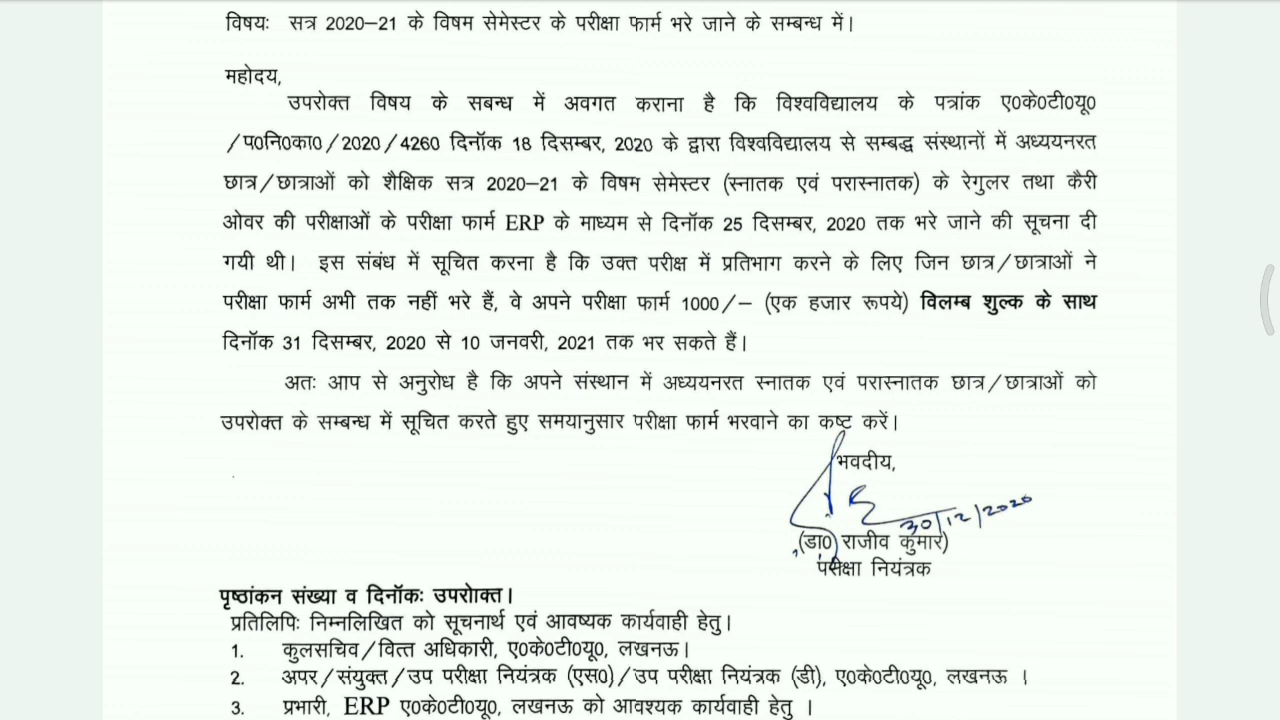 विषयः सत्र 2020–21 के विषम सेमेस्टर के परीक्षा फार्म भरे जाने के सम्बन्ध में।
महोदय,
उपरोक्त विषय के सबन्ध में अवगत कराना है कि विश्वविद्यालय के पत्रांक ए0के0टी0यू0
/प0नि0का0/2020/4260 दिनॉक 18 दिसम्बर, 2020 के द्वारा विश्वविद्यालय से सम्बद्ध संस्थानों में अध्ययनरत
छात्र/छात्राओं को शैक्षिक सत्र 2020–21 के विषम सेमेस्टर (स्नातक एवं परास्नातक) के रेगुलर तथा कैरी
ओवर की परीक्षाओं के परीक्षा फार्म ERP के माध्यम से दिनॉक 25 दिसम्बर, 2020 तक भरे जाने की सूचना दी
गयी थी। इस संबंध में सूचित करना है कि उक्त परीक्ष में प्रतिभाग करने के लिए जिन छात्र/छात्राओं ने
परीक्षा फार्म अभी तक नहीं भरे हैं, वे अपने परीक्षा फार्म 1000/– (एक हजार रूपये) विलम्ब शुल्क के साथ
दिनॉक 31 दिसम्बर, 2020 से 10 जनवरी, 2021 तक भर सकते हैं।
अतः आप से अनुरोध है कि अपने संस्थान में अध्ययनरत स्नातक एवं परास्नातक छात्र/छात्राओं को
उपरोक्त के सम्बन्ध में सूचित करते हुए समयानुसार परीक्षा फार्म भरवाने का कष्ट करें।
भवदीय,
30/12/2020
(डा0 राजीव कुमार)
परीक्षा नियंत्रक
पृष्ठांकन संख्या व दिनॉकः उपरोाक्त।
प्रतिलिपिः निम्नलिखित को सूचनार्थ एवं आवष्यक कार्यवाही हेतु।
1. कुलसचिव/वित्त अधिकारी, ए0के0टी0यू0, लखनऊ।
2. अपर/संयुक्त/उप परीक्षा नियंत्रक (एस0)/उप परीक्षा नियंत्रक (डी), ए0के0टी0यू0, लखनऊ ।
3. प्रभारी, ERP ए0के0टी0यू0, लखनऊ को आवश्यक कार्यवाही हेतु ।